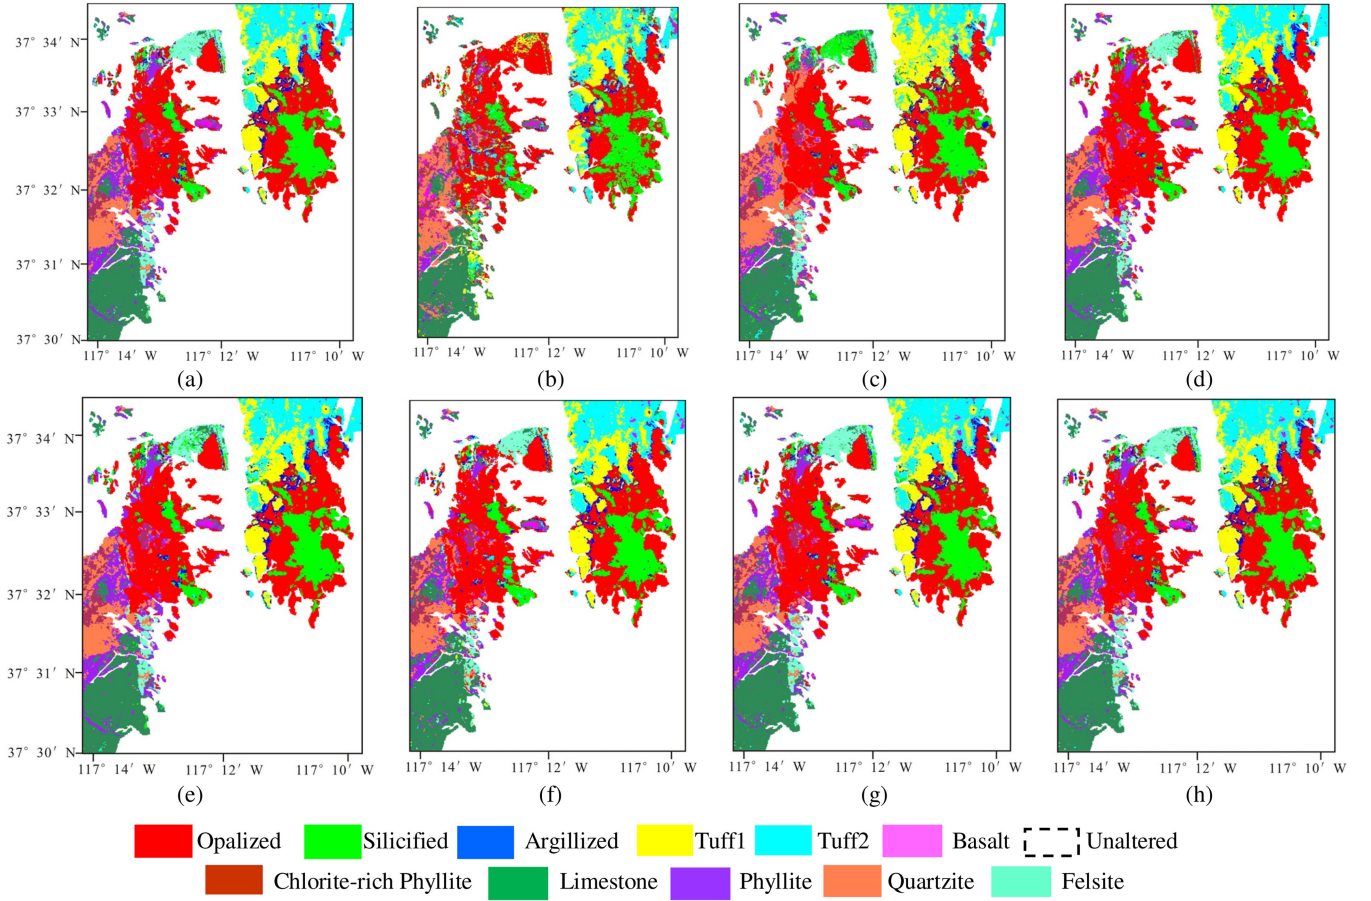 37° 34′ N
37° 33′ N
37° 32′ N
37° 31′ N
37° 30′ N
117° 14′ W
117° 12′ W
117° 10′ W
117° 14′ W
117° 12′ W
117° 10′ W
117° 14′ W
117° 12′ W
117° 10′ W
117° 14′ W
117° 12′ W
117° 10′ W
(a)
(b)
(c)
(d)
37° 34′ N
37° 33′ N
37° 32′ N
37° 31′ N
37° 30′ N
117° 14′ W
117° 12′ W
117° 10′ W
117° 14′ W
117° 12′ W
117° 10′ W
117° 14′ W
117° 12′ W
117° 10′ W
117° 14′ W
117° 12′ W
117° 10′ W
(e)
(f)
(g)
(h)
Opalized Silicified Argillized Tuff1 Tuff2 Basalt Unaltered
Chlorite-rich Phyllite Limestone Phyllite Quartzite Felsite